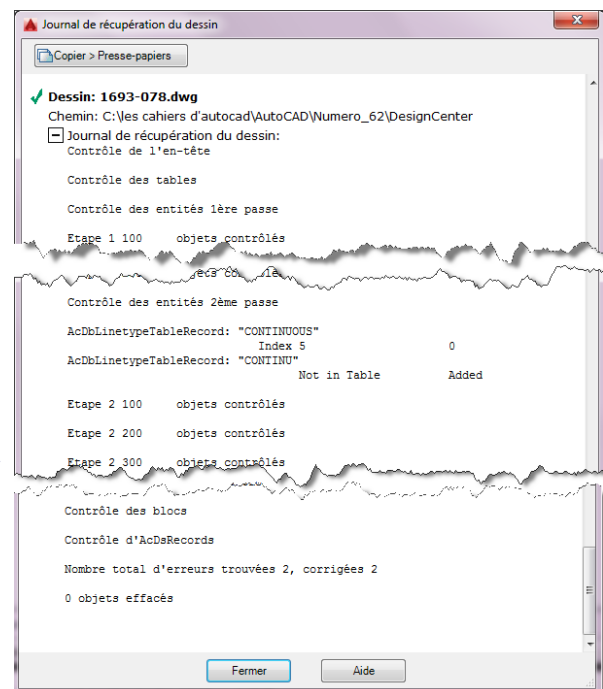 Journal de récupération du dessin
Copier > Presse-papiers
Dessin: 1693-078.dwg
Chemin: C:\les cahiers d'autocad\AutoCAD\Numero_62\DesignCenter
Journal de récupération du dessin:
Contrôle de l'en-tête
Contrôle des tables
Contrôle des entités 1ère passe
Etape 1 100 objets contrôlés
Contrôle des entités 2ème passe
AcDbLinetypeTableRecord: "CONTINUOUS"
Index 5 0
AcDbLinetypeTableRecord: "CONTINU"
Not in Table Added
Etape 2 100 objets contrôlés
Etape 2 200 objets contrôlés
Etape 2 300 objets contrôlés
Contrôle des blocs
Contrôle d'AcDsRecords
Nombre total d'erreurs trouvées 2, corrigées 2
0 objets effacés
Fermer Aide